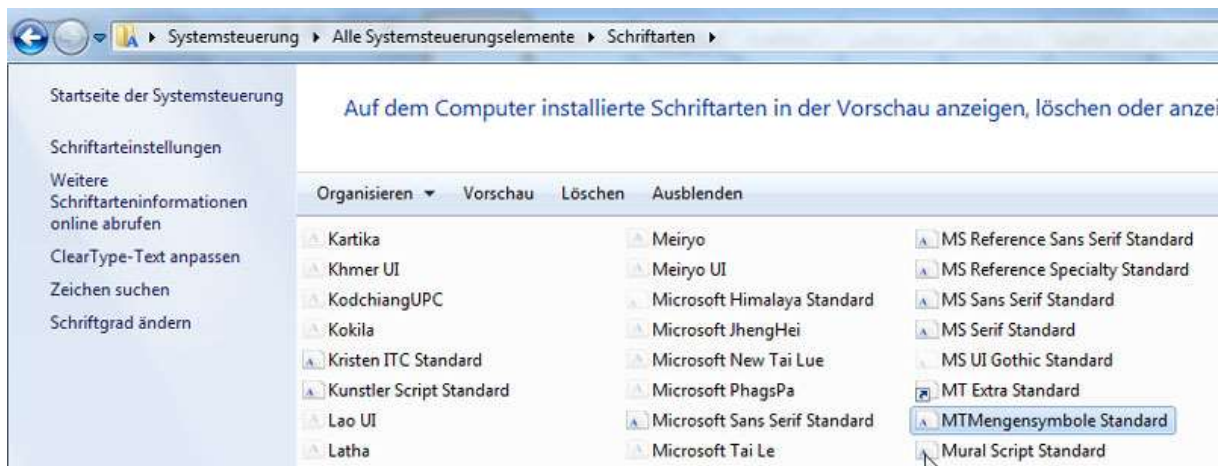 Systemsteuerung ▸ Alle Systemsteuerungselemente ▸ Schriftarten ▸
Startseite der Systemsteuerung
Schriftarteinstellungen
Weitere
Schriftarteninformationen
online abrufen
ClearType-Text anpassen
Zeichen suchen
Schriftgrad ändern
Auf dem Computer installierte Schriftarten in der Vorschau anzeigen, löschen oder anzei
Organisieren ▾ Vorschau Löschen Ausblenden
Kartika
Khmer UI
KodchiangUPC
Kokila
Kristen ITC Standard
Kunstler Script Standard
Lao UI
Latha
Meiryo
Meiryo UI
Microsoft Himalaya Standard
Microsoft JhengHei
Microsoft New Tai Lue
Microsoft PhagsPa
Microsoft Sans Serif Standard
Microsoft Tai Le
MS Reference Sans Serif Standard
MS Reference Specialty Standard
MS Sans Serif Standard
MS Serif Standard
MS UI Gothic Standard
MT Extra Standard
MTMengensymbole Standard
Mural Script Standard